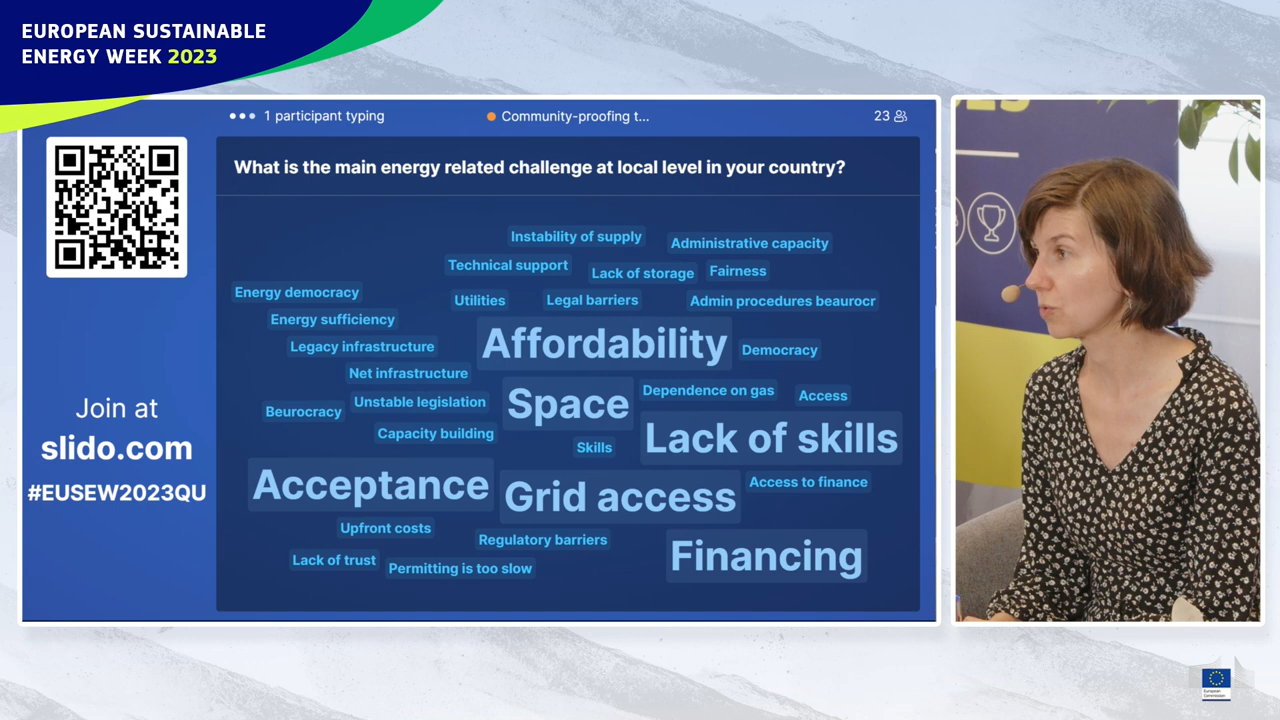 EUROPEAN SUSTAINABLE
ENERGY WEEK 2023
1 participant typing
Community-proofing t...
23
What is the main energy related challenge at local level in your country?
Instability of supply
Administrative capacity
Technical support
Lack of storage
Fairness
Energy democracy
Utilities
Legal barriers
Admin procedures beaurocr
Energy sufficiency
Legacy infrastructure
Affordability
Democracy
Net infrastructure
Dependence on gas
Access
Beurocracy
Unstable legislation
Space
Capacity building
Skills
Lack of skills
Acceptance
Grid access
Access to finance
Upfront costs
Regulatory barriers
Financing
Lack of trust
Permitting is too slow
Join at
slido.com
#EUSEW2023QU
European
Commission